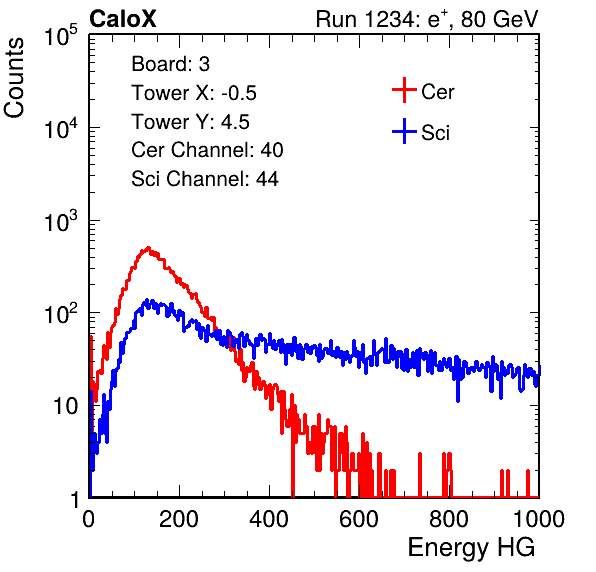 CaloX Run 1234: e⁺, 80 GeV
Counts
10⁵
10⁴
10³
10²
10
1
Board: 3
Tower X: -0.5
Tower Y: 4.5
Cer Channel: 40
Sci Channel: 44
Cer
Sci
0 200 400 600 800 1000
Energy HG